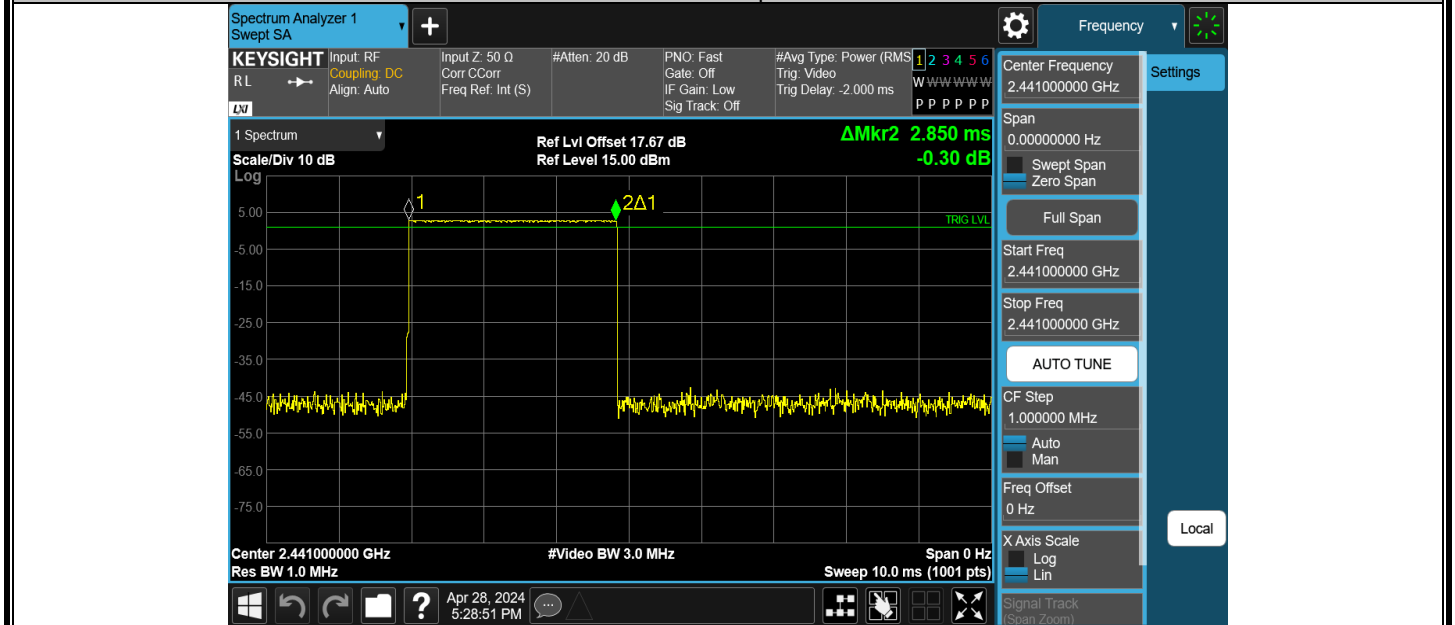 Spectrum Analyzer 1
Swept SA
+
Frequency
KEYSIGHT
RL
LXI
Input: RF
Coupling: DC
Align: Auto
Input Z: 50 Ω
Corr CCorr
Freq Ref: Int (S)
#Atten: 20 dB
PNO: Fast
Gate: Off
IF Gain: Low
Sig Track: Off
#Avg Type: Power (RMS
Trig: Video
Trig Delay: -2.000 ms
1 2 3 4 5 6
W W W W W W
P P P P P P
Settings
1 Spectrum
Scale/Div 10 dB
Log
Ref Lvl Offset 17.67 dB
Ref Level 15.00 dBm
ΔMkr2 2.850 ms
-0.30 dB
1
2Δ1
TRIG LVL
5.00
-5.00
-15.0
-25.0
-35.0
-45.0
-55.0
-65.0
-75.0
Center 2.441000000 GHz
Res BW 1.0 MHz
#Video BW 3.0 MHz
Span 0 Hz
Sweep 10.0 ms (1001 pts)
Center Frequency
2.441000000 GHz
Span
0.00000000 Hz
Swept Span
Zero Span
Full Span
Start Freq
2.441000000 GHz
Stop Freq
2.441000000 GHz
AUTO TUNE
CF Step
1.000000 MHz
Auto
Man
Freq Offset
0 Hz
X Axis Scale
Log
Lin
Signal Track
(Span Zoom)
Local
?
Apr 28, 2024
5:28:51 PM